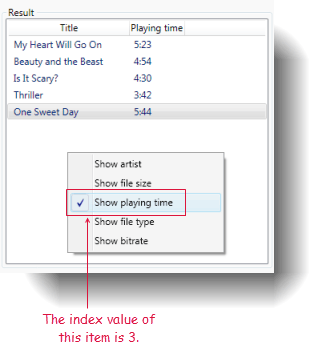 Result
Title Playing time
My Heart Will Go On 5:23
Beauty and the Beast 4:54
Is It Scary? 4:30
Thriller 3:42
One Sweet Day 5:44
Show artist
Show file size
Show playing time
Show file type
Show bitrate
The index value of
this item is 3.